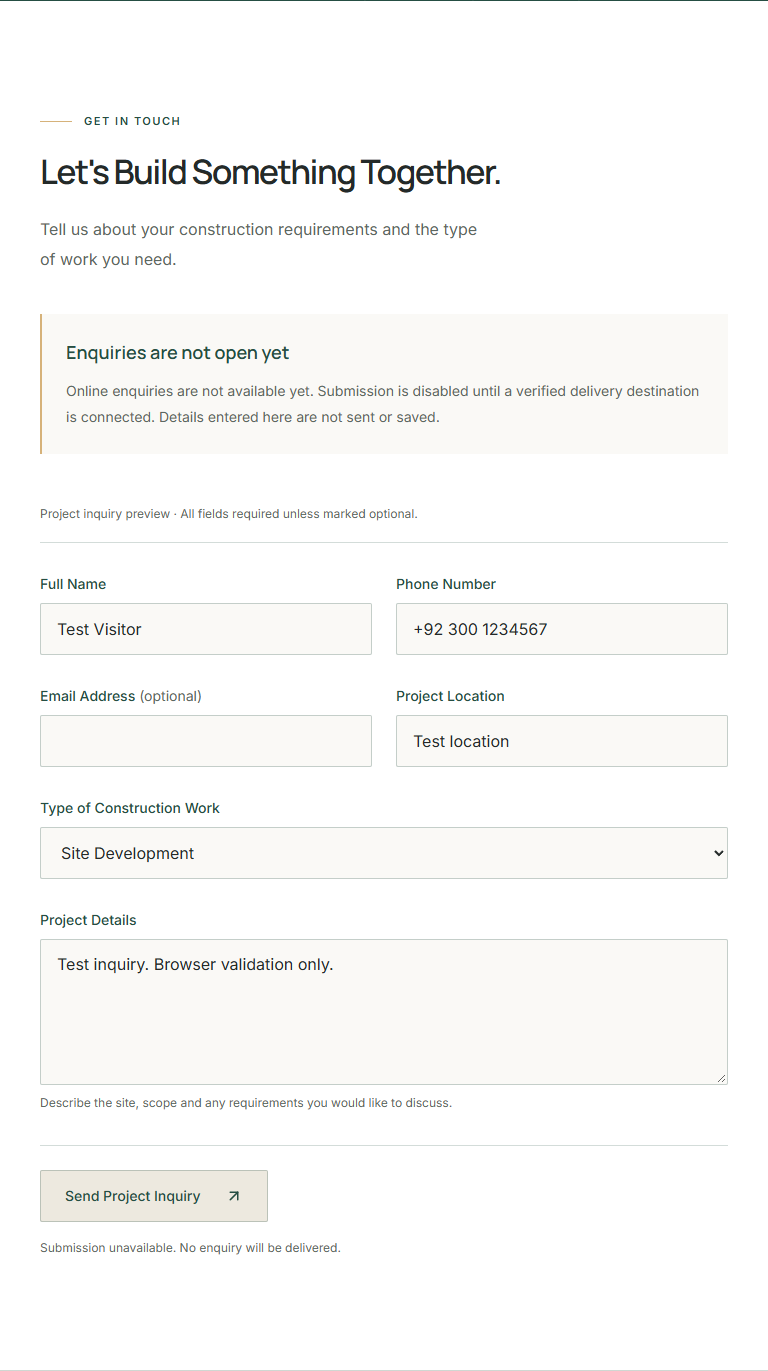 GET IN TOUCH
Let's Build Something Together.
Tell us about your construction requirements and the type
of work you need.
Enquiries are not open yet
Online enquiries are not available yet. Submission is disabled until a verified delivery destination
is connected. Details entered here are not sent or saved.
Project inquiry preview · All fields required unless marked optional.
Full Name
Phone Number
Test Visitor
+92 300 1234567
Email Address (optional)
Project Location
Test location
Type of Construction Work
Site Development
Project Details
Test inquiry. Browser validation only.
Describe the site, scope and any requirements you would like to discuss.
Send Project Inquiry
Submission unavailable. No enquiry will be delivered.